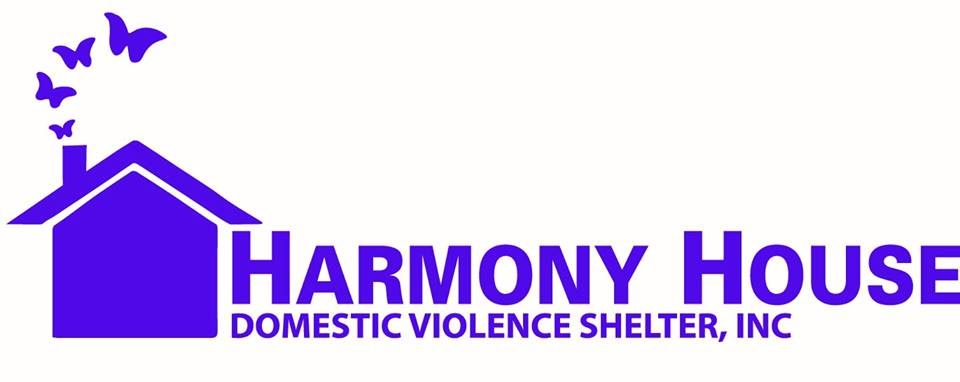 HARMONY HOUSE
DOMESTIC VIOLENCE SHELTER, INC